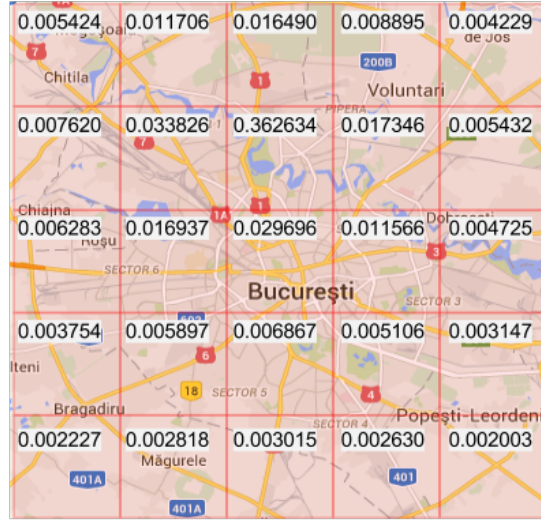 1A
0.005424 0.011706 0.016490 0.008895 0.004229
de Jos
7
Chitila
1
200B
Voluntari
PIPERA
0.007620 0.033826 0.362634 0.017346 0.005432
7
Chiajna
1A
1
0.006283 0.016937 0.029696 0.011566 0.004725
Roșu
3
SECTOR 6
București
SECTOR 3
0.003754 0.005897 0.006867 0.005106 0.003147
6
lteni
18
SECTOR 5
4
Bragadiru
Popești-Leordeni
SECTOR 4
0.002227 0.002818 0.003015 0.002630 0.002003
Măgurele
401A
401
401A